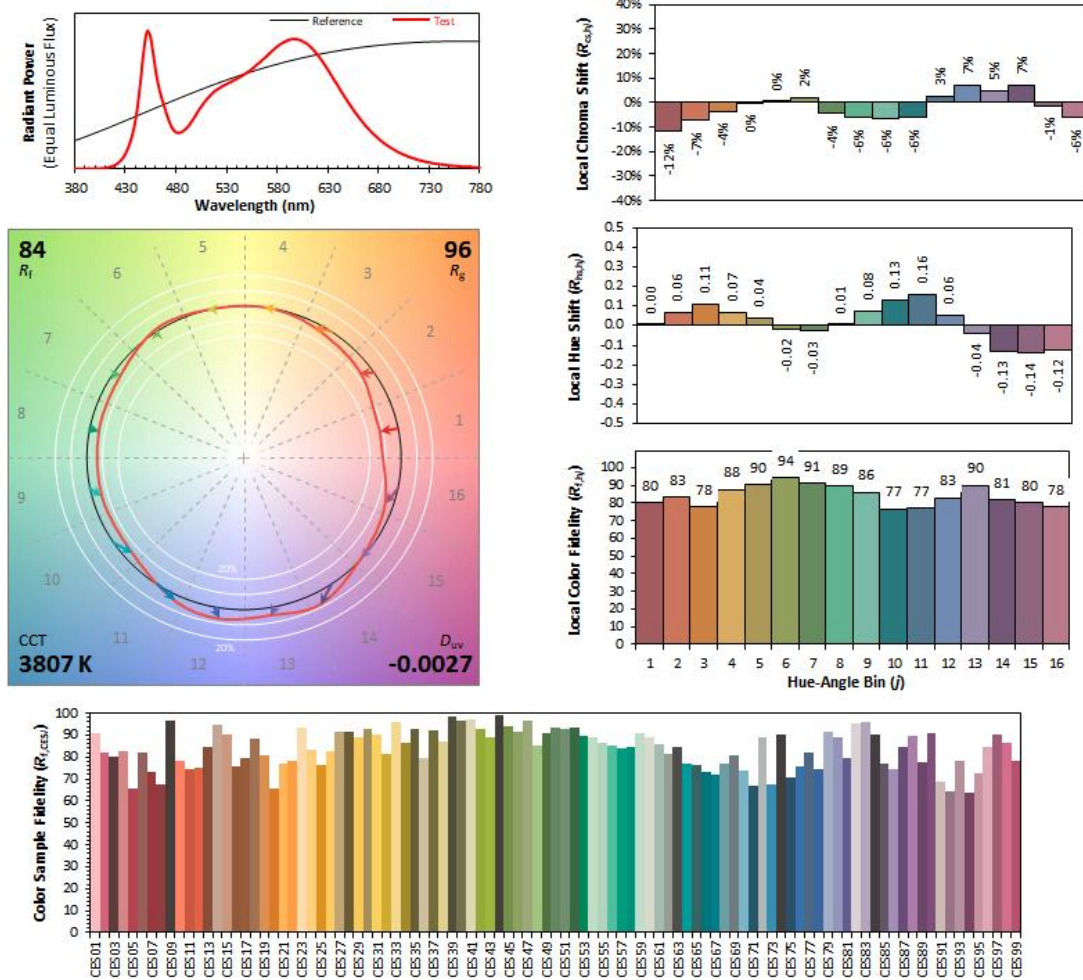 Radiant Power
(Equal Luminous Flux)
Reference
Test
380 430 480 530 580 630 680 730 780
Wavelength (nm)
Local Chroma Shift (Rcs,hj)
40%
30%
20%
10%
0%
-10%
-20%
-30%
-40%
-12% -7% -4% 0% 0% 2% -4% -6% -6% -6% 3% 7% 5% 7% -1% -6%
84
Rf
96
Rg
5 4
6 3
7 2
8 1
9 16
10 15
11 14
12 13
20%
20%
CCT
3807 K
Duv
-0.0027
Local Hue Shift (Rhs,hj)
0.5
0.4
0.3
0.2
0.1
0.0
-0.1
-0.2
-0.3
-0.4
-0.5
0.00 0.06 0.11 0.07 0.04 -0.02 -0.03 0.01 0.08 0.13 0.16 0.06 -0.04 -0.13 -0.14 -0.12
Local Color Fidelity (Rf,hj)
100
90
80
70
60
50
40
30
20
10
0
80 83 78 88 90 94 91 89 86 77 77 83 90 81 80 78
1 2 3 4 5 6 7 8 9 10 11 12 13 14 15 16
Hue-Angle Bin (j)
Color Sample Fidelity (Rf,CESi)
100
90
80
70
60
50
40
30
20
10
0
CES01 CES03 CES05 CES07 CES09 CES11 CES13 CES15 CES17 CES19 CES21 CES23 CES25 CES27 CES29 CES31 CES33 CES35 CES37 CES39 CES41 CES43 CES45 CES47 CES49 CES51 CES53 CES55 CES57 CES59 CES61 CES63 CES65 CES67 CES69 CES71 CES73 CES75 CES77 CES79 CES81 CES83 CES85 CES87 CES89 CES91 CES93 CES95 CES97 CES99